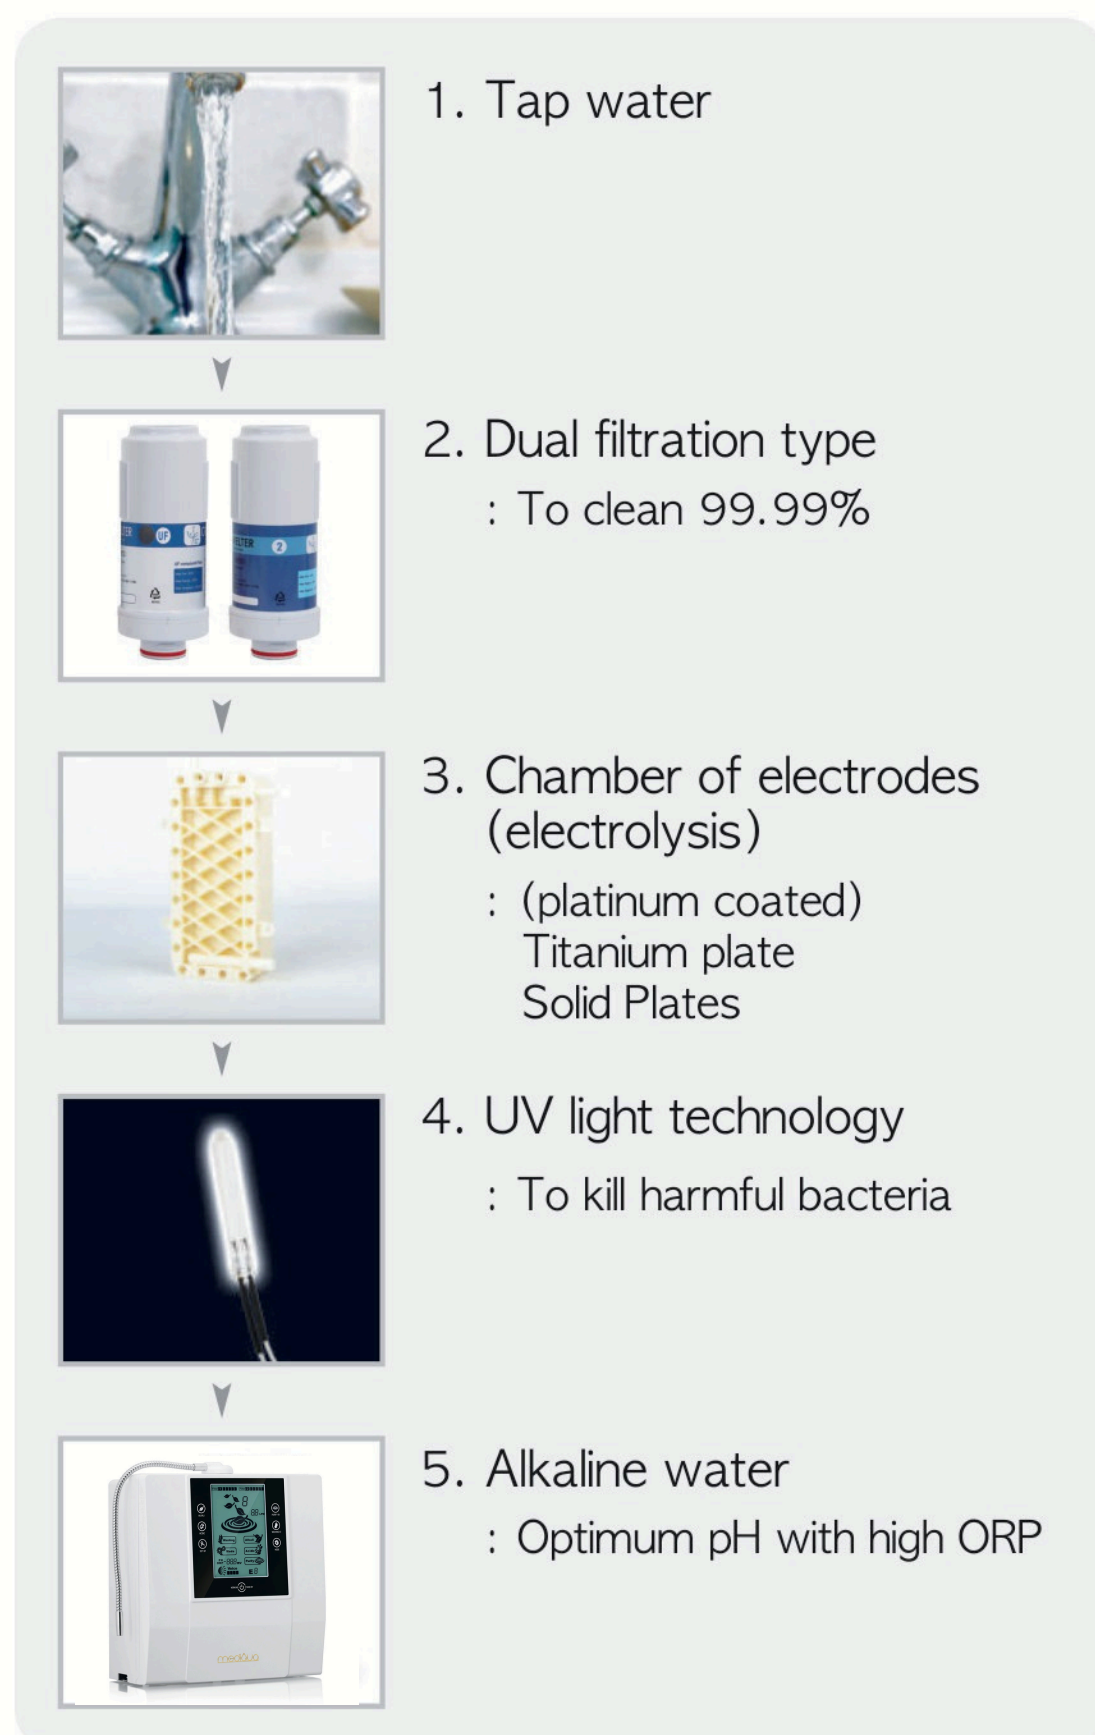 1. Tap water
2. Dual filtration type
: To clean 99.99%
UF
2
3. Chamber of electrodes
(electrolysis)
: (platinum coated)
Titanium plate
Solid Plates
4. UV light technology
: To kill harmful bacteria
5. Alkaline water
: Optimum pH with high ORP